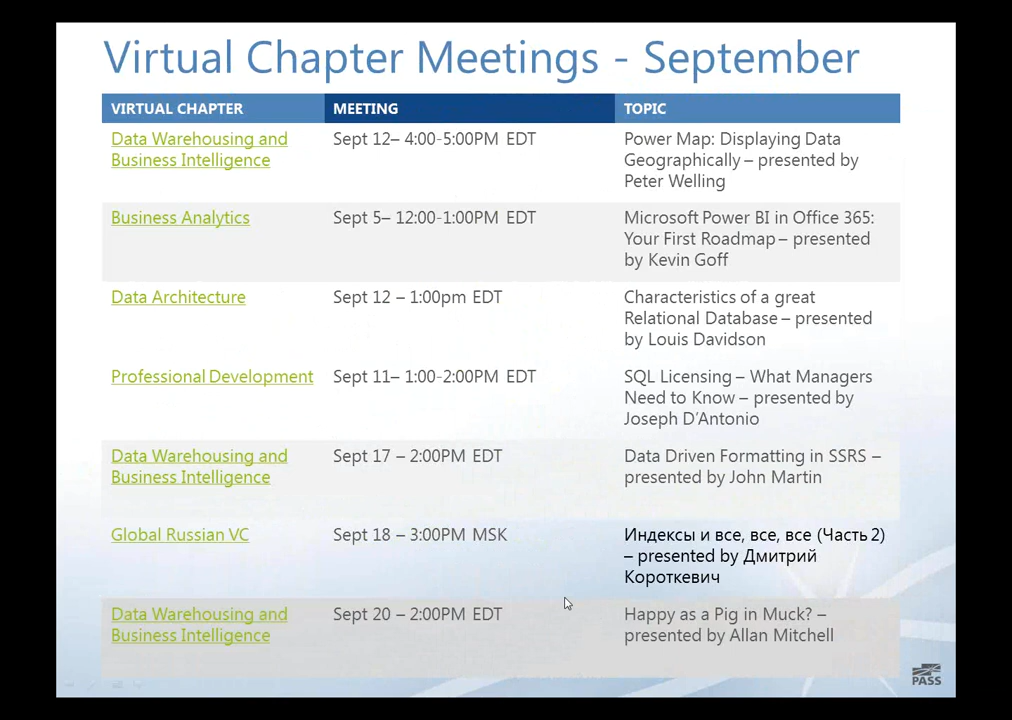 Virtual Chapter Meetings - September
VIRTUAL CHAPTER MEETING TOPIC
Data Warehousing and Business Intelligence
Sept 12– 4:00-5:00PM EDT
Power Map: Displaying Data
Geographically – presented by
Peter Welling
Business Analytics
Sept 5– 12:00-1:00PM EDT
Microsoft Power BI in Office 365:
Your First Roadmap – presented
by Kevin Goff
Data Architecture
Sept 12 – 1:00pm EDT
Characteristics of a great
Relational Database – presented
by Louis Davidson
Professional Development
Sept 11– 1:00-2:00PM EDT
SQL Licensing – What Managers
Need to Know – presented by
Joseph D’Antonio
Data Warehousing and
Business Intelligence
Sept 17 – 2:00PM EDT
Data Driven Formatting in SSRS –
presented by John Martin
Global Russian VC
Sept 18 – 3:00PM MSK
Индексы и все, все, все (Часть 2)
– presented by Дмитрий
Короткевич
Data Warehousing and
Business Intelligence
Sept 20 – 2:00PM EDT
Happy as a Pig in Muck? –
presented by Allan Mitchell
PASS